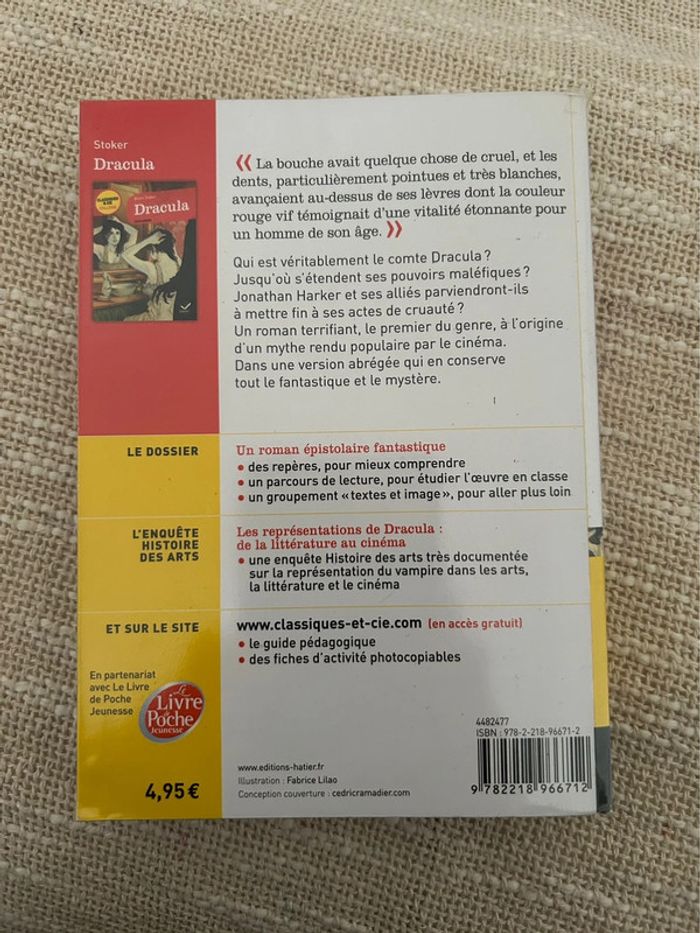 Stoker
Dracula
Dracula
« La bouche avait quelque chose de cruel, et les
dents, particulièrement pointues et très blanches,
avançaient au-dessus de ses lèvres dont la couleur
rouge vif témoignait d'une vitalité étonnante pour
un homme de son âge. »
Qui est véritablement le comte Dracula ?
Jusqu'où s'étendent ses pouvoirs maléfiques ?
Jonathan Harker et ses alliés parviendront-ils
à mettre fin à ses actes de cruauté ?
Un roman terrifiant, le premier du genre, à l'origine
d'un mythe rendu populaire par le cinéma.
Dans une version abrégée qui en conserve
tout le fantastique et le mystère.
LE DOSSIER
Un roman épistolaire fantastique
• des repères, pour mieux comprendre
• un parcours de lecture, pour étudier l'œuvre en classe
• un groupement « textes et image », pour aller plus loin
L'ENQUÊTE
HISTOIRE
DES ARTS
Les représentations de Dracula :
de la littérature au cinéma
• une enquête Histoire des arts très documentée
sur la représentation du vampire dans les arts,
la littérature et le cinéma
ET SUR LE SITE
www.classiques-et-cie.com (en accès gratuit)
• le guide pédagogique
• des fiches d'activité photocopiables
En partenariat
avec Le Livre
de Poche
Jeunesse
Le
Livre
de
Poche
Jeunesse
4,95 €
www.editions-hatier.fr
Illustration : Fabrice Lilao
Conception couverture : cedricramadier.com
4482477
ISBN : 978-2-218-96671-2
9 782218 966712